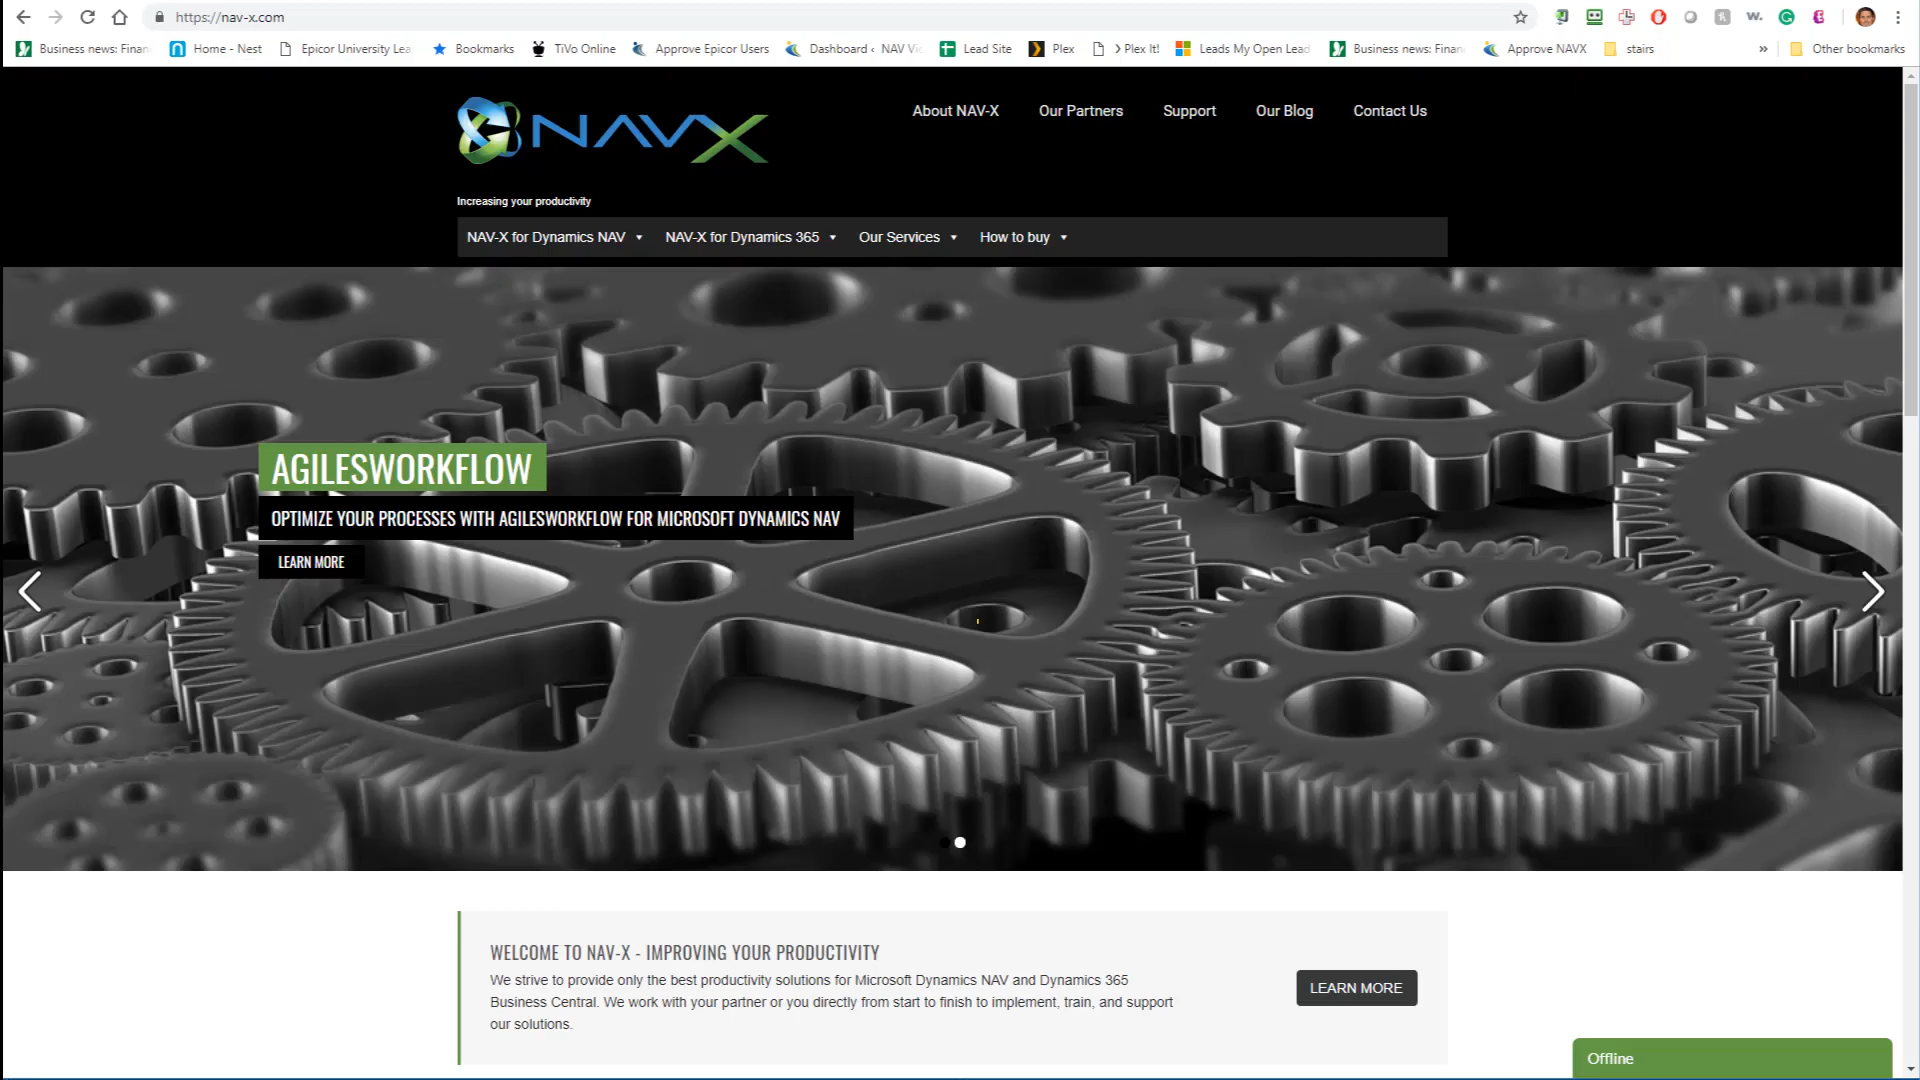 https://nav-x.com
Business news: Finan
Home - Nest
Epicor University Lea
Bookmarks
TiVo Online
Approve Epicor Users
Dashboard ‹ NAV Vi
Lead Site
Plex
Plex It!
Leads My Open Lead
Business news: Finan
Approve NAVX
stairs
»
Other bookmarks
NAVX
About NAV-X
Our Partners
Support
Our Blog
Contact Us
Increasing your productivity
NAV-X for Dynamics NAV
NAV-X for Dynamics 365
Our Services
How to buy
AGILESWORKFLOW
OPTIMIZE YOUR PROCESSES WITH AGILESWORKFLOW FOR MICROSOFT DYNAMICS NAV
LEARN MORE
WELCOME TO NAV-X - IMPROVING YOUR PRODUCTIVITY
We strive to provide only the best productivity solutions for Microsoft Dynamics NAV and Dynamics 365
Business Central. We work with your partner or you directly from start to finish to implement, train, and support
our solutions.
LEARN MORE
Offline